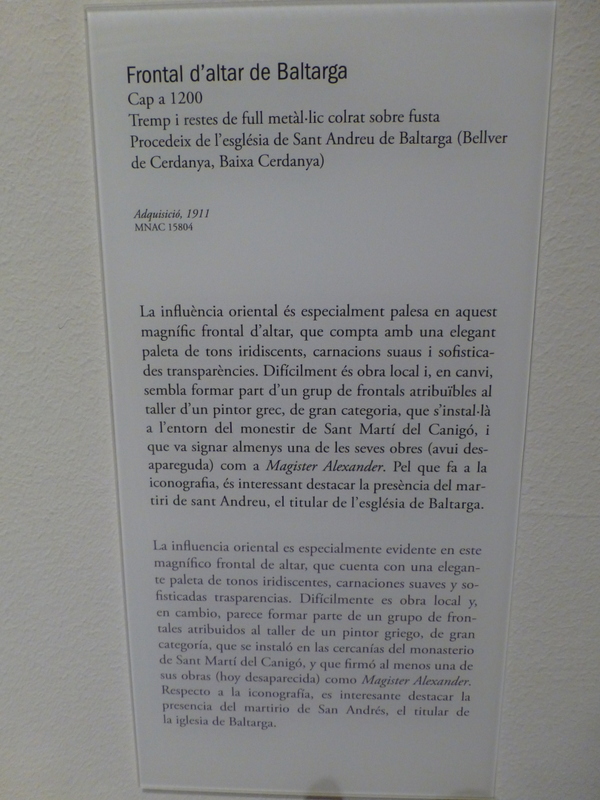 Frontal d'altar de Baltarga
Cap a 1200
Tremp i restes de full metàl·lic colrat sobre fusta
Procedeix de l'església de Sant Andreu de Baltarga (Bellver
de Cerdanya, Baixa Cerdanya)
Adquisició, 1911
MNAC 15804
La influència oriental és especialment palesa en aquest
magnífic frontal d'altar, que compta amb una elegant
paleta de tons iridiscents, carnacions suaus i sofistica-
des transparències. Difícilment és obra local i, en canvi,
sembla formar part d'un grup de frontals atribuïbles al
taller d'un pintor grec, de gran categoria, que s'instal·là
a l'entorn del monestir de Sant Martí del Canigó, i
que va signar almenys una de les seves obres (avui des-
apareguda) com a Magister Alexander. Pel que fa a la
iconografia, és interessant destacar la presència del mar-
tiri de sant Andreu, el titular de l'església de Baltarga.
La influencia oriental es especialmente evidente en este
magnífico frontal de altar, que cuenta con una elegan-
te paleta de tonos iridiscentes, carnaciones suaves y so-
fisticadas trasparencias. Difícilmente es obra local y,
en cambio, parece formar parte de un grupo de fron-
tales atribuidos al taller de un pintor griego, de gran
categoría, que se instaló en las cercanías del monasterio
de Sant Martí del Canigó, y que firmó al menos una de
sus obras (hoy desaparecida) como Magister Alexander.
Respecto a la iconografía, es interesante destacar la
presencia del martirio de San Andrés, el titular de
la iglesia de Baltarga.